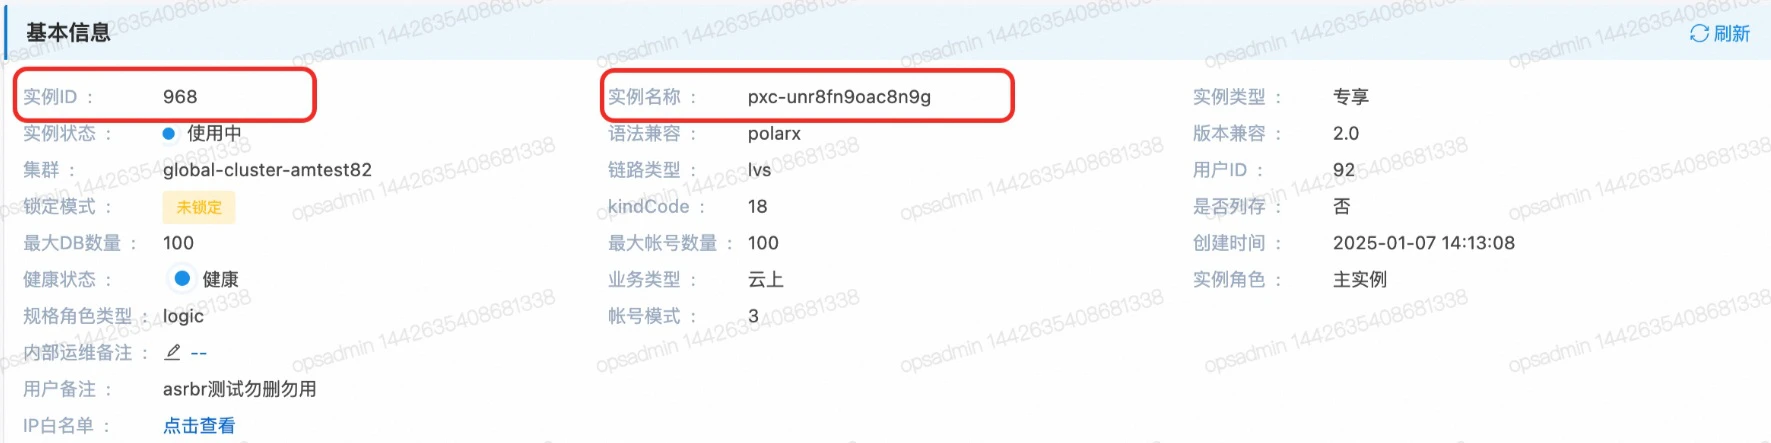 基本信息
刷新
实例ID： 968 实例名称： pxc-unr8fn9oac8n9g 实例类型： 专享
实例状态： 使用中 语法兼容： polarx 版本兼容： 2.0
集群： global-cluster-amtest82 链路类型： lvs 用户ID： 92
锁定模式： 未锁定 kindCode： 18 是否列存： 否
最大DB数量： 100 最大帐号数量： 100 创建时间： 2025-01-07 14:13:08
健康状态： 健康 业务类型： 云上 实例角色： 主实例
规格角色类型： logic 帐号模式： 3
内部运维备注： --
用户备注： asrbr测试勿删勿用
IP白名单： 点击查看
opsadmin 1442635408681338